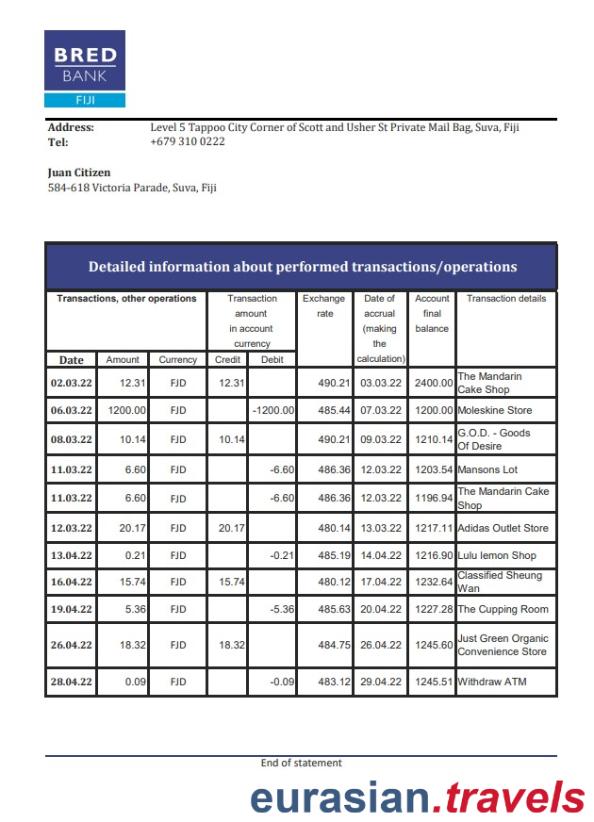 BRED
BANK
FIJI
Address: Level 5 Tappoo City Corner of Scott and Usher St Private Mail Bag, Suva, Fiji
Tel: +679 310 0222
Juan Citizen
584-618 Victoria Parade, Suva, Fiji
Detailed information about performed transactions/operations
Transactions, other operations Transaction amount in account currency Exchange rate Date of accrual (making the calculation) Account final balance Transaction details
Date Amount Currency Credit Debit
02.03.22 12.31 FJD 12.31 490.21 03.03.22 2400.00 The Mandarin Cake Shop
06.03.22 1200.00 FJD -1200.00 485.44 07.03.22 1200.00 Moleskine Store
08.03.22 10.14 FJD 10.14 490.21 09.03.22 1210.14 G.O.D. - Goods Of Desire
11.03.22 6.60 FJD -6.60 486.36 12.03.22 1203.54 Mansons Lot
11.03.22 6.60 FJD -6.60 486.36 12.03.22 1196.94 The Mandarin Cake Shop
12.03.22 20.17 FJD 20.17 480.14 13.03.22 1217.11 Adidas Outlet Store
13.04.22 0.21 FJD -0.21 485.19 14.04.22 1216.90 Lulu lemon Shop
16.04.22 15.74 FJD 15.74 480.12 17.04.22 1232.64 Classified Sheung Wan
19.04.22 5.36 FJD -5.36 485.63 20.04.22 1227.28 The Cupping Room
26.04.22 18.32 FJD 18.32 484.75 26.04.22 1245.60 Just Green Organic Convenience Store
28.04.22 0.09 FJD -0.09 483.12 29.04.22 1245.51 Withdraw ATM
End of statement
eurasian.travels